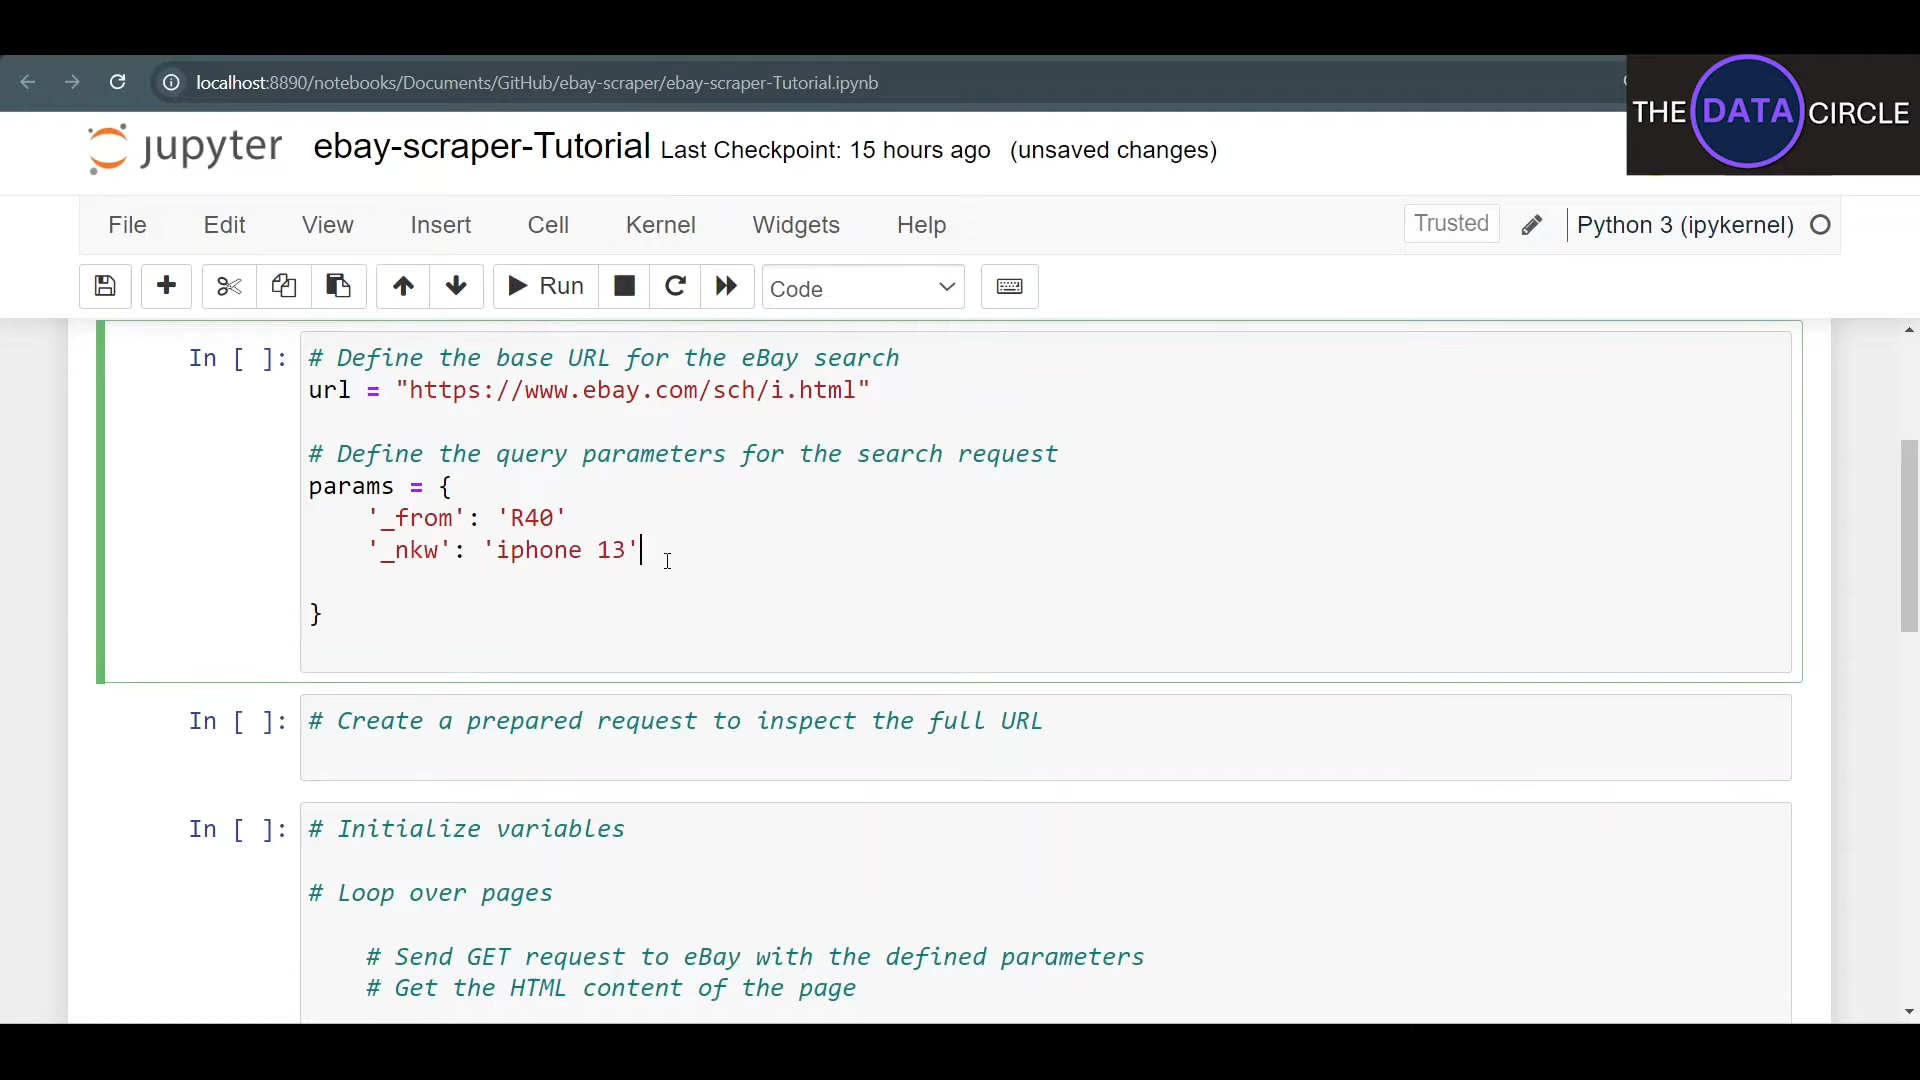 localhost:8890/notebooks/Documents/GitHub/ebay-scraper/ebay-scraper-Tutorial.ipynb
THE DATA CIRCLE
jupyter ebay-scraper-Tutorial Last Checkpoint: 15 hours ago (unsaved changes)
File Edit View Insert Cell Kernel Widgets Help Trusted Python 3 (ipykernel)
Run Code
In [ ]: # Define the base URL for the eBay search
url = "https://www.ebay.com/sch/i.html"
# Define the query parameters for the search request
params = {
'_from': 'R40'
'_nkw': 'iphone 13'
}
In [ ]: # Create a prepared request to inspect the full URL
In [ ]: # Initialize variables
# Loop over pages
# Send GET request to eBay with the defined parameters
# Get the HTML content of the page